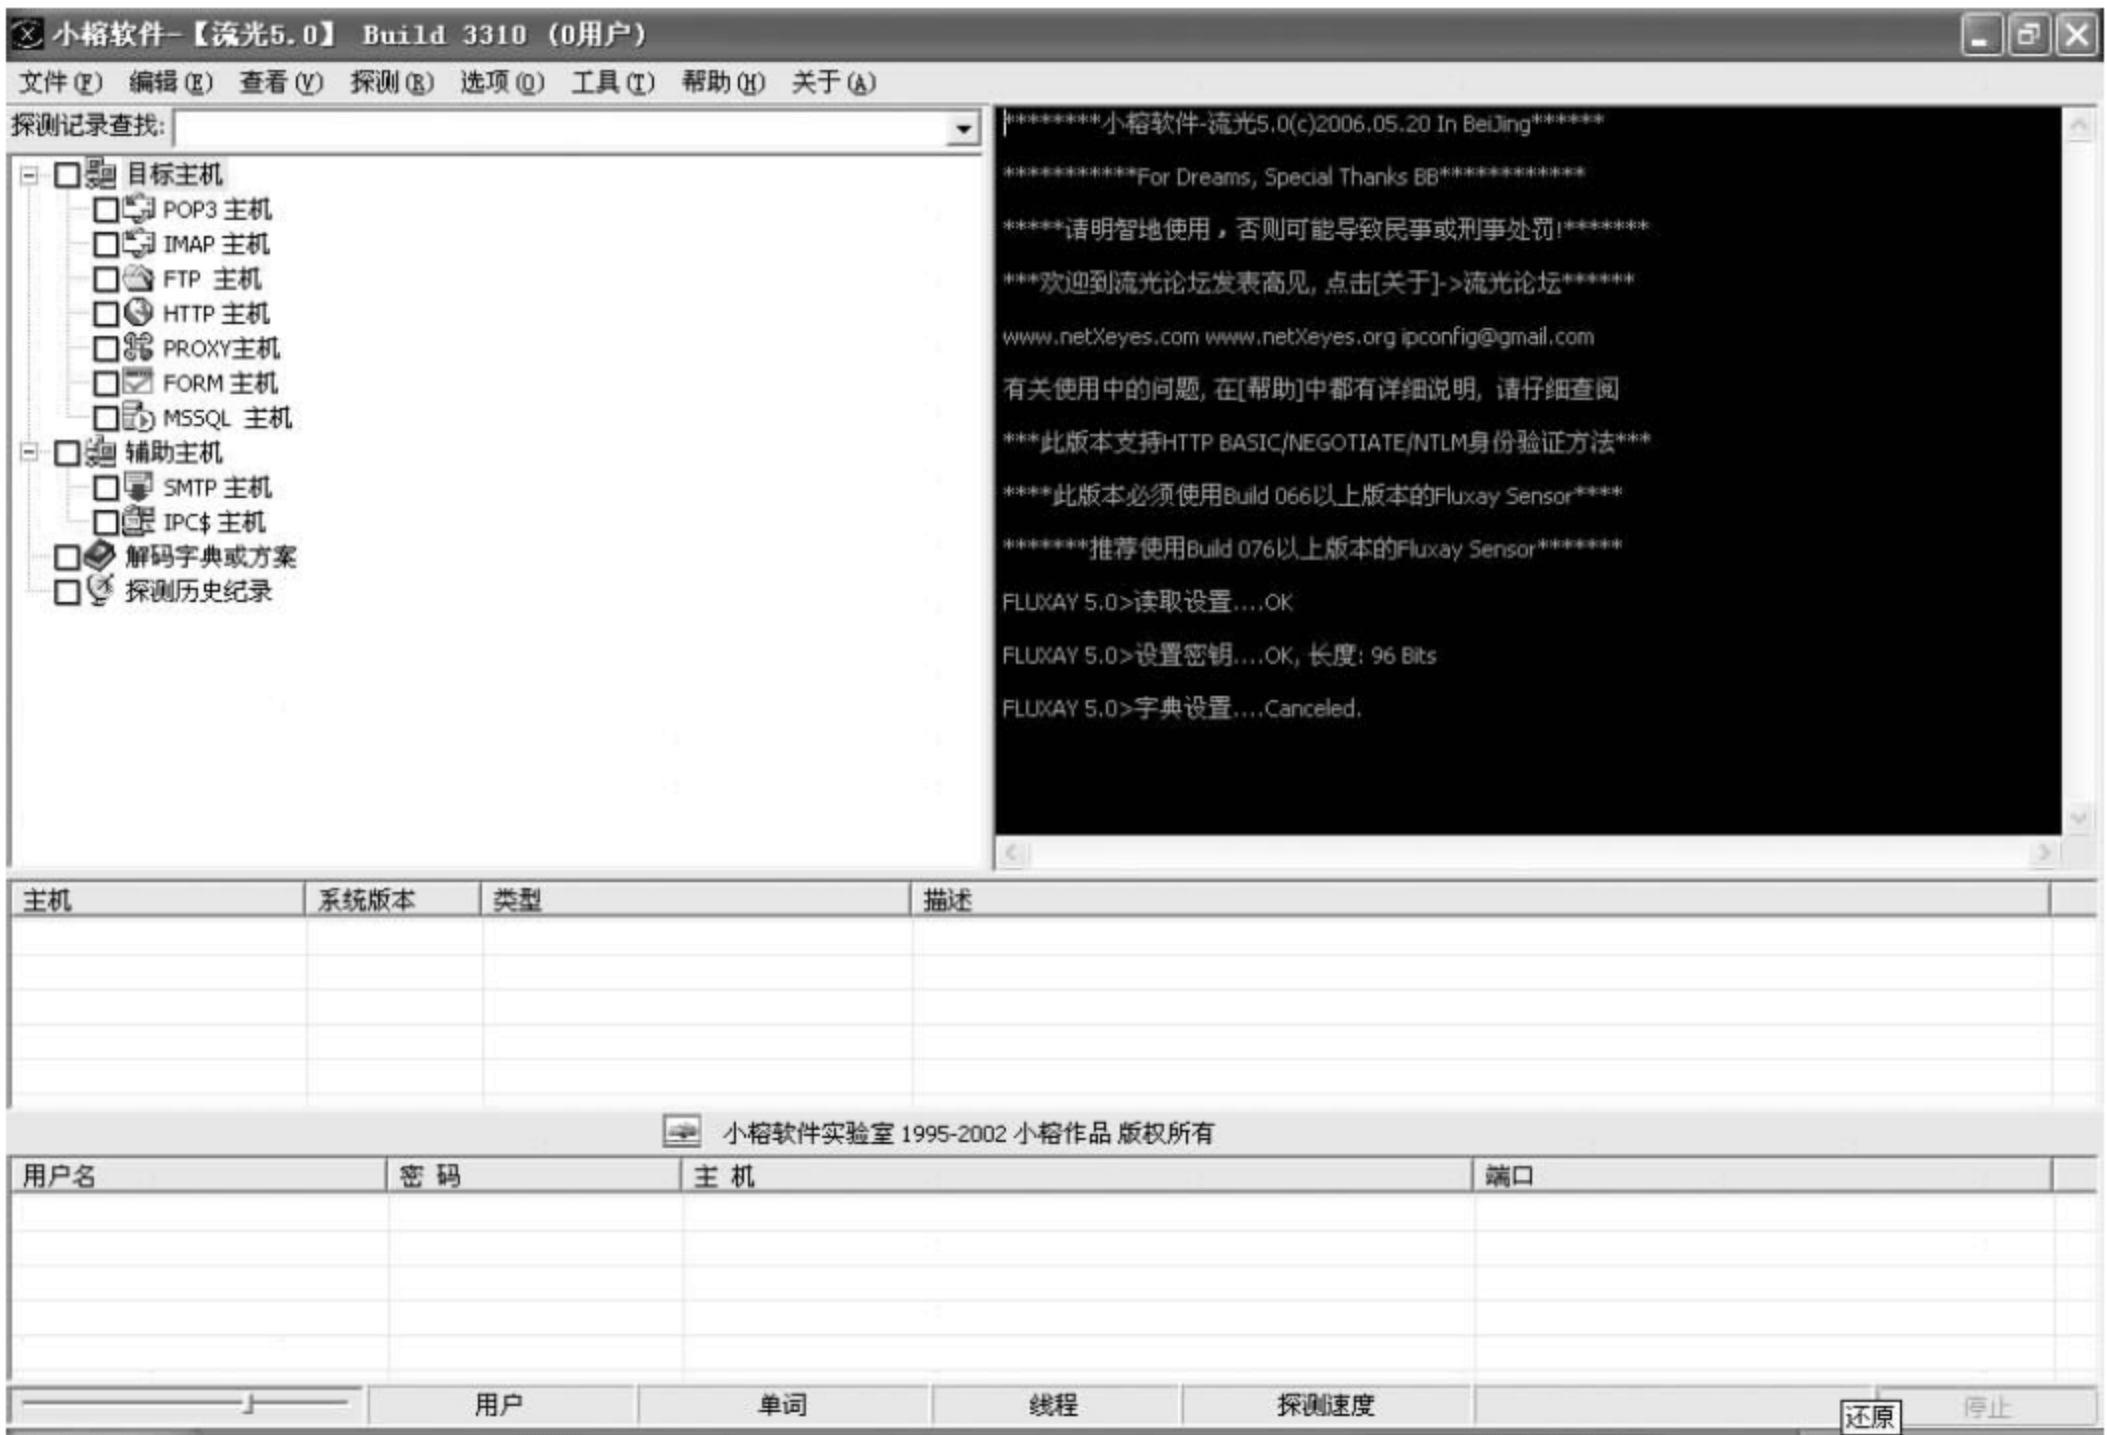 小榕软件-【流光5.0】 Build 3310 (0用户)
文件(F) 编辑(E) 查看(V) 探测(R) 选项(O) 工具(T) 帮助(H) 关于(A)
探测记录查找:
目标主机
POP3 主机
IMAP 主机
FTP 主机
HTTP 主机
PROXY主机
FORM 主机
MSSQL 主机
辅助主机
SMTP 主机
IPC$ 主机
解码字典或方案
探测历史纪录
********小榕软件-流光5.0(c)2006.05.20 In BeiJing******
***********For Dreams, Special Thanks BB************
*****请明智地使用，否则可能导致民事或刑事处罚!*******
***欢迎到流光论坛发表高见, 点击[关于]->流光论坛******
www.netXeyes.com www.netXeyes.org ipconfig@gmail.com
有关使用中的问题, 在[帮助]中都有详细说明, 请仔细查阅
***此版本支持HTTP BASIC/NEGOTIATE/NTLM身份验证方法***
****此版本必须使用Build 066以上版本的Fluxay Sensor****
*******推荐使用Build 076以上版本的Fluxay Sensor*******
FLUXAY 5.0>读取设置....OK
FLUXAY 5.0>设置密钥....OK, 长度: 96 Bits
FLUXAY 5.0>字典设置....Canceled.
主机 系统版本 类型 描述
小榕软件实验室 1995-2002 小榕作品 版权所有
用户名 密 码 主 机 端口
用户 单词 线程 探测速度 还原 停止